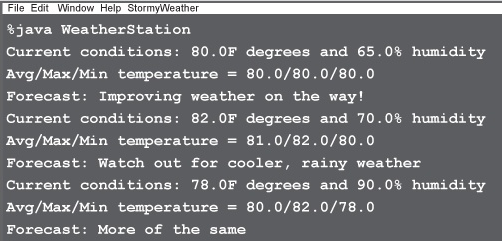 File Edit Window Help StormyWeather
%java WeatherStation
Current conditions: 80.0F degrees and 65.0% humidity
Avg/Max/Min temperature = 80.0/80.0/80.0
Forecast: Improving weather on the way!
Current conditions: 82.0F degrees and 70.0% humidity
Avg/Max/Min temperature = 81.0/82.0/80.0
Forecast: Watch out for cooler, rainy weather
Current conditions: 78.0F degrees and 90.0% humidity
Avg/Max/Min temperature = 80.0/82.0/78.0
Forecast: More of the same